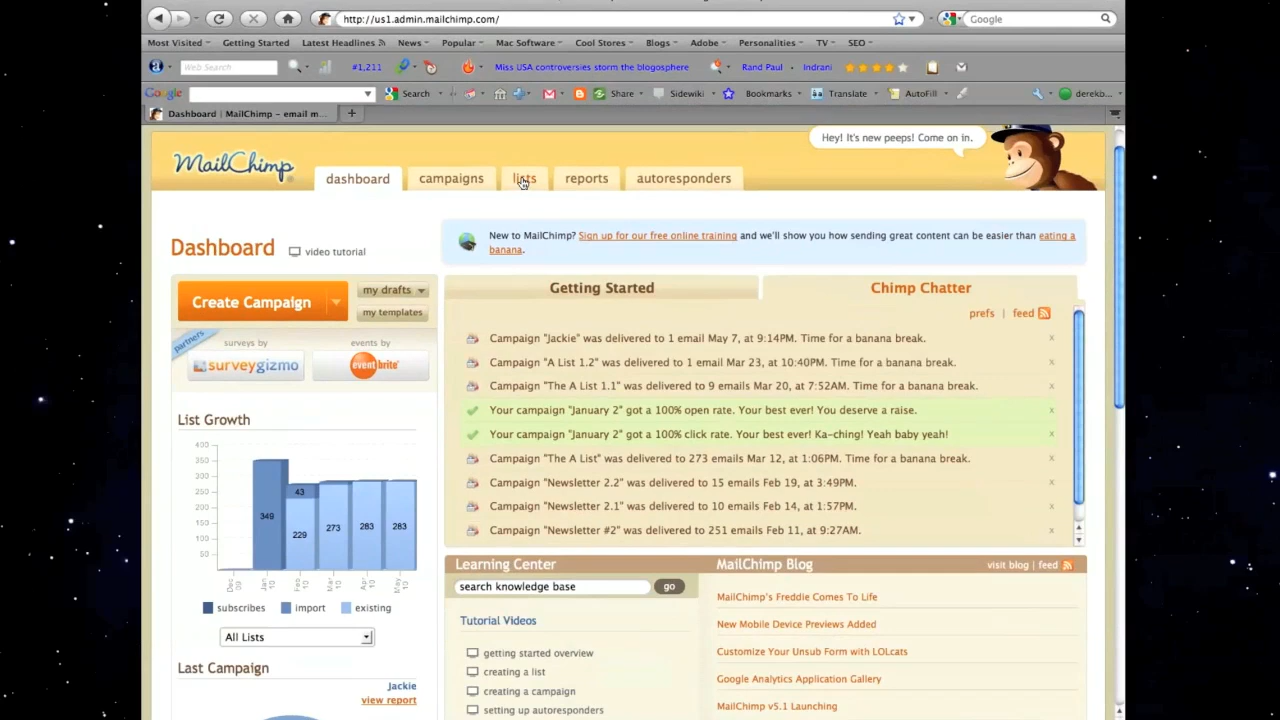 http://us1.admin.mailchimp.com/
Google
Most Visited Getting Started Latest Headlines News Popular Mac Software Cool Stores Blogs Adobe Personalities TV SEO
Web Search #1,211 Miss USA controversies storm the blogosphere Rand Paul Indrani
Google Search Share Sidewiki Bookmarks Translate AutoFill derekb...
Dashboard | MailChimp – email m...
Hey! It's new peeps! Come on in.
MailChimp
dashboard campaigns lists reports autoresponders
Dashboard video tutorial
New to MailChimp? Sign up for our free online training and we'll show you how sending great content can be easier than eating a
banana.
Create Campaign
my drafts
my templates
partners
surveys by
surveygizmo
events by
eventbrite
Getting Started
Chimp Chatter
prefs | feed
Campaign "Jackie" was delivered to 1 email May 7, at 9:14PM. Time for a banana break. x
Campaign "A List 1.2" was delivered to 1 email Mar 23, at 10:40PM. Time for a banana break. x
Campaign "The A List 1.1" was delivered to 9 emails Mar 20, at 7:52AM. Time for a banana break. x
Your campaign "January 2" got a 100% open rate. Your best ever! You deserve a raise. x
Your campaign "January 2" got a 100% click rate. Your best ever! Ka-ching! Yeah baby yeah! x
Campaign "The A List" was delivered to 273 emails Mar 12, at 1:06PM. Time for a banana break. x
Campaign "Newsletter 2.2" was delivered to 15 emails Feb 19, at 3:49PM. x
Campaign "Newsletter 2.1" was delivered to 10 emails Feb 14, at 1:57PM. x
Campaign "Newsletter #2" was delivered to 251 emails Feb 11, at 9:27AM. x
List Growth
400
350
300
250
200
150
100
50
349
43
229
273
283
283
Dec 09
Jan 10
Feb 10
Mar 10
Apr 10
May 10
subscribes import existing
All Lists
Last Campaign
Jackie
view report
Learning Center
search knowledge base go
Tutorial Videos
getting started overview
creating a list
creating a campaign
setting up autoresponders
MailChimp Blog
visit blog | feed
MailChimp's Freddie Comes To Life
New Mobile Device Previews Added
Customize Your Unsub Form with LOLcats
Google Analytics Application Gallery
MailChimp v5.1 Launching